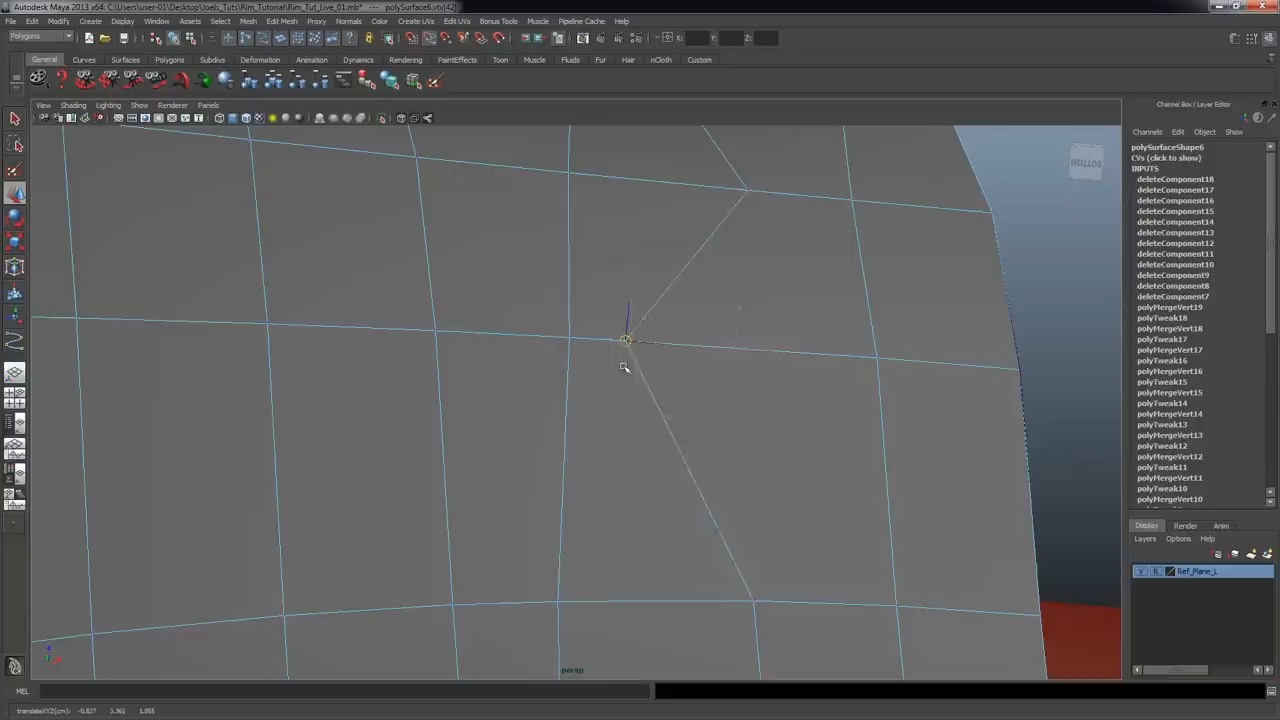 Autodesk Maya 2013 x64: C:\Users\user-01\Desktop\Joels_Tuts\Rim_Tutorial\Rim_Tut_Live_01.mb* --- polySurface6.vtx[42]
File Edit Modify Create Display Window Assets Select Mesh Edit Mesh Proxy Normals Color Create UVs Edit UVs Bonus Tools Muscle Pipeline Cache Help
Polygons X: Y: Z:
General Curves Surfaces Polygons Subdivs Deformation Animation Dynamics Rendering PaintEffects Toon Muscle Fluids Fur Hair nCloth Custom
View Shading Lighting Show Renderer Panels
Channel Box / Layer Editor
Channels Edit Object Show
polySurfaceShape6
CVs (click to show)
INPUTS
deleteComponent18
deleteComponent17
deleteComponent16
deleteComponent15
deleteComponent14
deleteComponent13
deleteComponent12
deleteComponent11
deleteComponent10
deleteComponent9
deleteComponent8
deleteComponent7
polyMergeVert19
polyTweak18
polyMergeVert18
polyTweak17
polyMergeVert17
polyTweak16
polyMergeVert16
polyTweak15
polyMergeVert15
polyTweak14
polyMergeVert14
polyTweak13
polyMergeVert13
polyTweak12
polyMergeVert12
polyTweak11
polyMergeVert11
polyTweak10
polyMergeVert10
BOTTOM
Display Render Anim
Layers Options Help
V R Ref_Plane_L
z
persp
MEL
translateXYZ(cm): -0.827 3.361 1.055